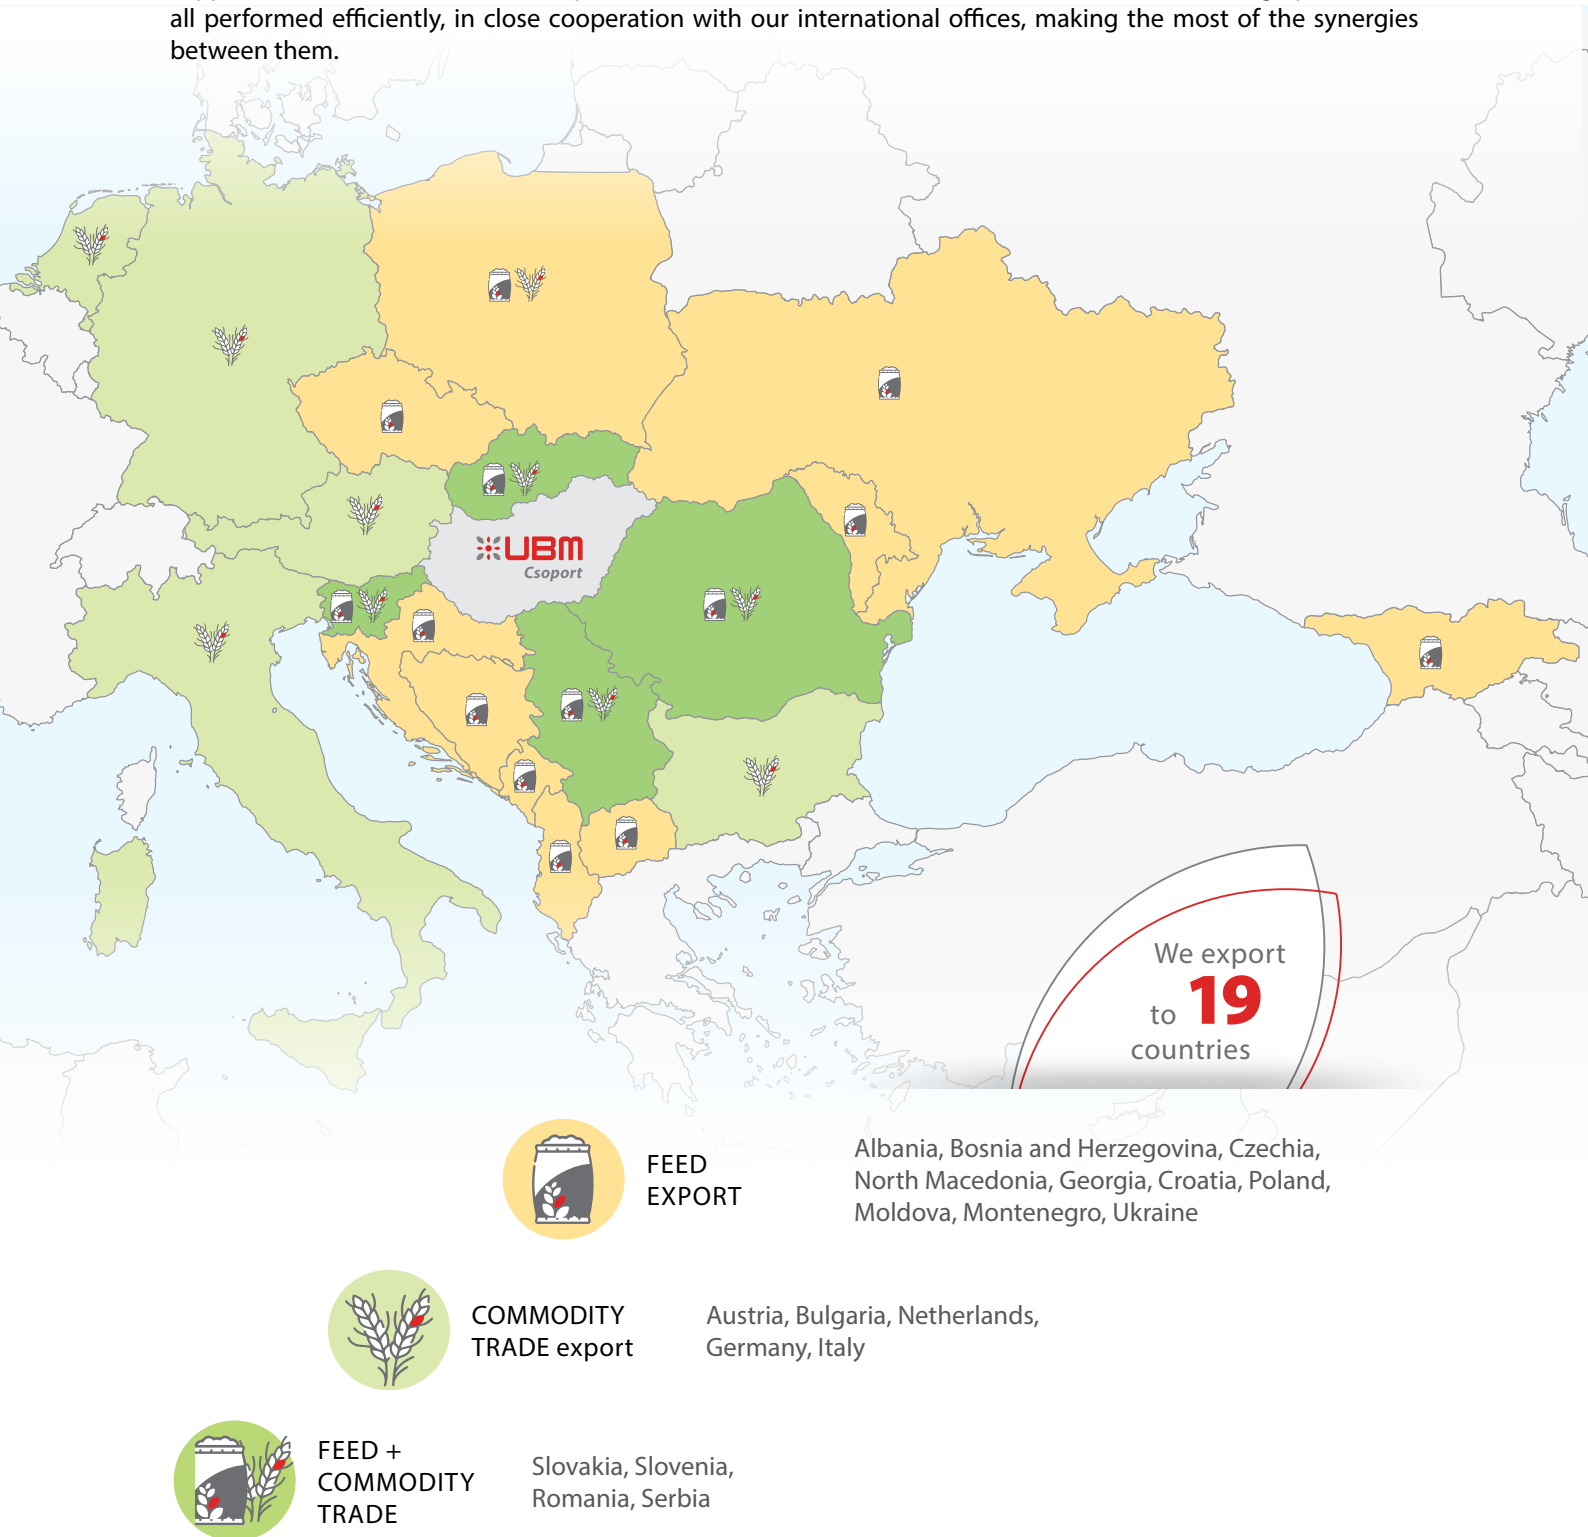 all performed efficiently, in close cooperation with our international offices, making the most of the synergies
between them.
UBM
Csoport
We export
to 19
countries
FEED
EXPORT
Albania, Bosnia and Herzegovina, Czechia,
North Macedonia, Georgia, Croatia, Poland,
Moldova, Montenegro, Ukraine
COMMODITY
TRADE export
Austria, Bulgaria, Netherlands,
Germany, Italy
FEED +
COMMODITY
TRADE
Slovakia, Slovenia,
Romania, Serbia